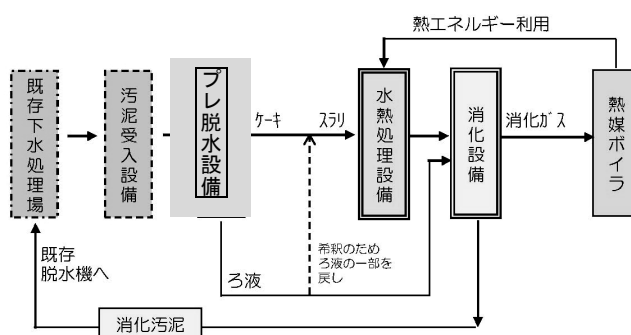 熱エネルギー利用
既存下水処理場
汚泥受入設備
プレ脱水設備
ケーキ
スラリ
水熱処理設備
消化設備
消化ガス
熱媒ボイラ
既存
脱水機へ
ろ液
希釈のため
ろ液の一部を
戻し
消化汚泥